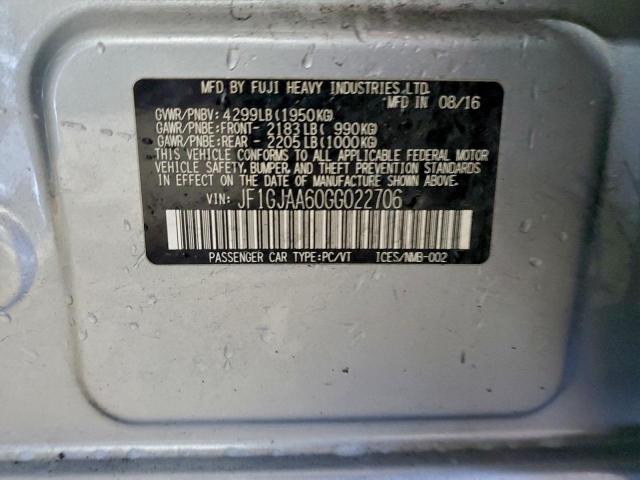 MFD BY FUJI HEAVY INDUSTRIES,LTD.
MFD IN 08/16
GVWR/PNBV: 4299LB(1950KG)
GAWR/PNBE:FRONT- 2183LB( 990KG)
GAWR/PNBE:REAR - 2205LB(1000KG)
THIS VEHICLE CONFORMS TO ALL APPLICABLE FEDERAL MOTOR
VEHICLE SAFETY, BUMPER, AND THEFT PREVENTION STANDARDS
IN EFFECT ON THE DATE OF MANUFACTURE SHOWN ABOVE.
VIN: JF1GJAA60GG022706
PASSENGER CAR TYPE:PC/VT ICES/NMB-002